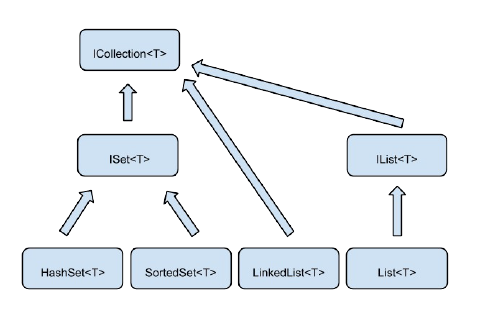 ICollection<T>
ISet<T>
IList<T>
HashSet<T>
SortedSet<T>
LinkedList<T>
List<T>